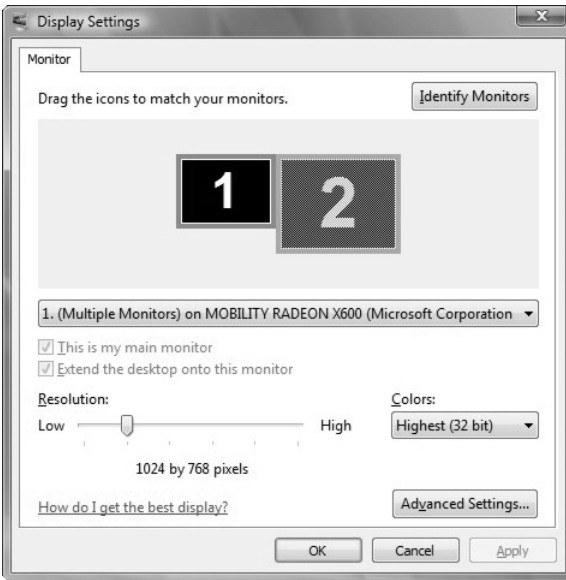 Display Settings
Monitor
Drag the icons to match your monitors.
Identify Monitors
1
2
1. (Multiple Monitors) on MOBILITY RADEON X600 (Microsoft Corporation
This is my main monitor
Extend the desktop onto this monitor
Resolution:
Colors:
Low
High
Highest (32 bit)
1024 by 768 pixels
How do I get the best display?
Advanced Settings...
OK
Cancel
Apply